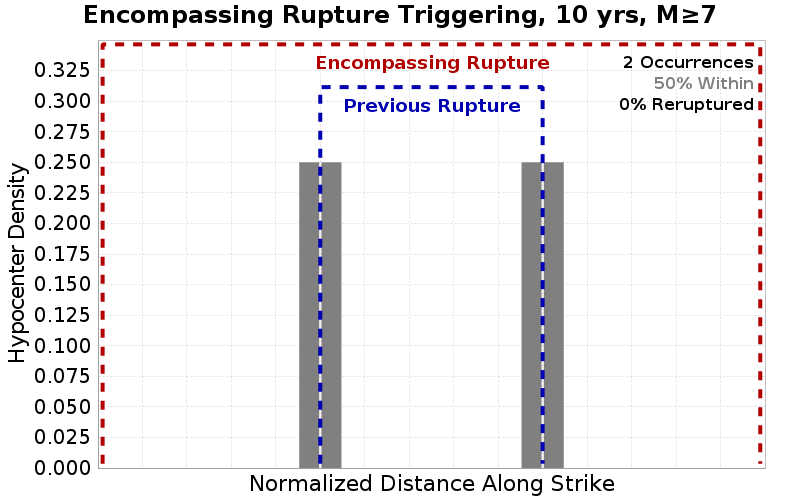 Encompassing Rupture Triggering, 10 yrs, M≥7
Encompassing Rupture
2 Occurrences
50% Within
0% Reruptured
Previous Rupture
Hypocenter Density
0.325
0.300
0.275
0.250
0.225
0.200
0.175
0.150
0.125
0.100
0.075
0.050
0.025
0.000
Normalized Distance Along Strike